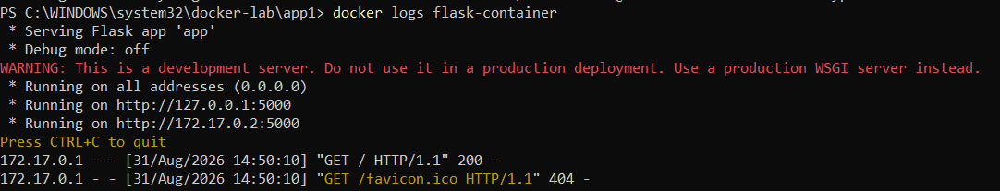 PS C:\WINDOWS\system32\docker-lab\app1> docker logs flask-container
 * Serving Flask app 'app'
 * Debug mode: off
WARNING: This is a development server. Do not use it in a production deployment. Use a production WSGI server instead.
 * Running on all addresses (0.0.0.0)
 * Running on http://127.0.0.1:5000
 * Running on http://172.17.0.2:5000
Press CTRL+C to quit
172.17.0.1 - - [31/Aug/2026 14:50:10] "GET / HTTP/1.1" 200 -
172.17.0.1 - - [31/Aug/2026 14:50:10] "GET /favicon.ico HTTP/1.1" 404 -